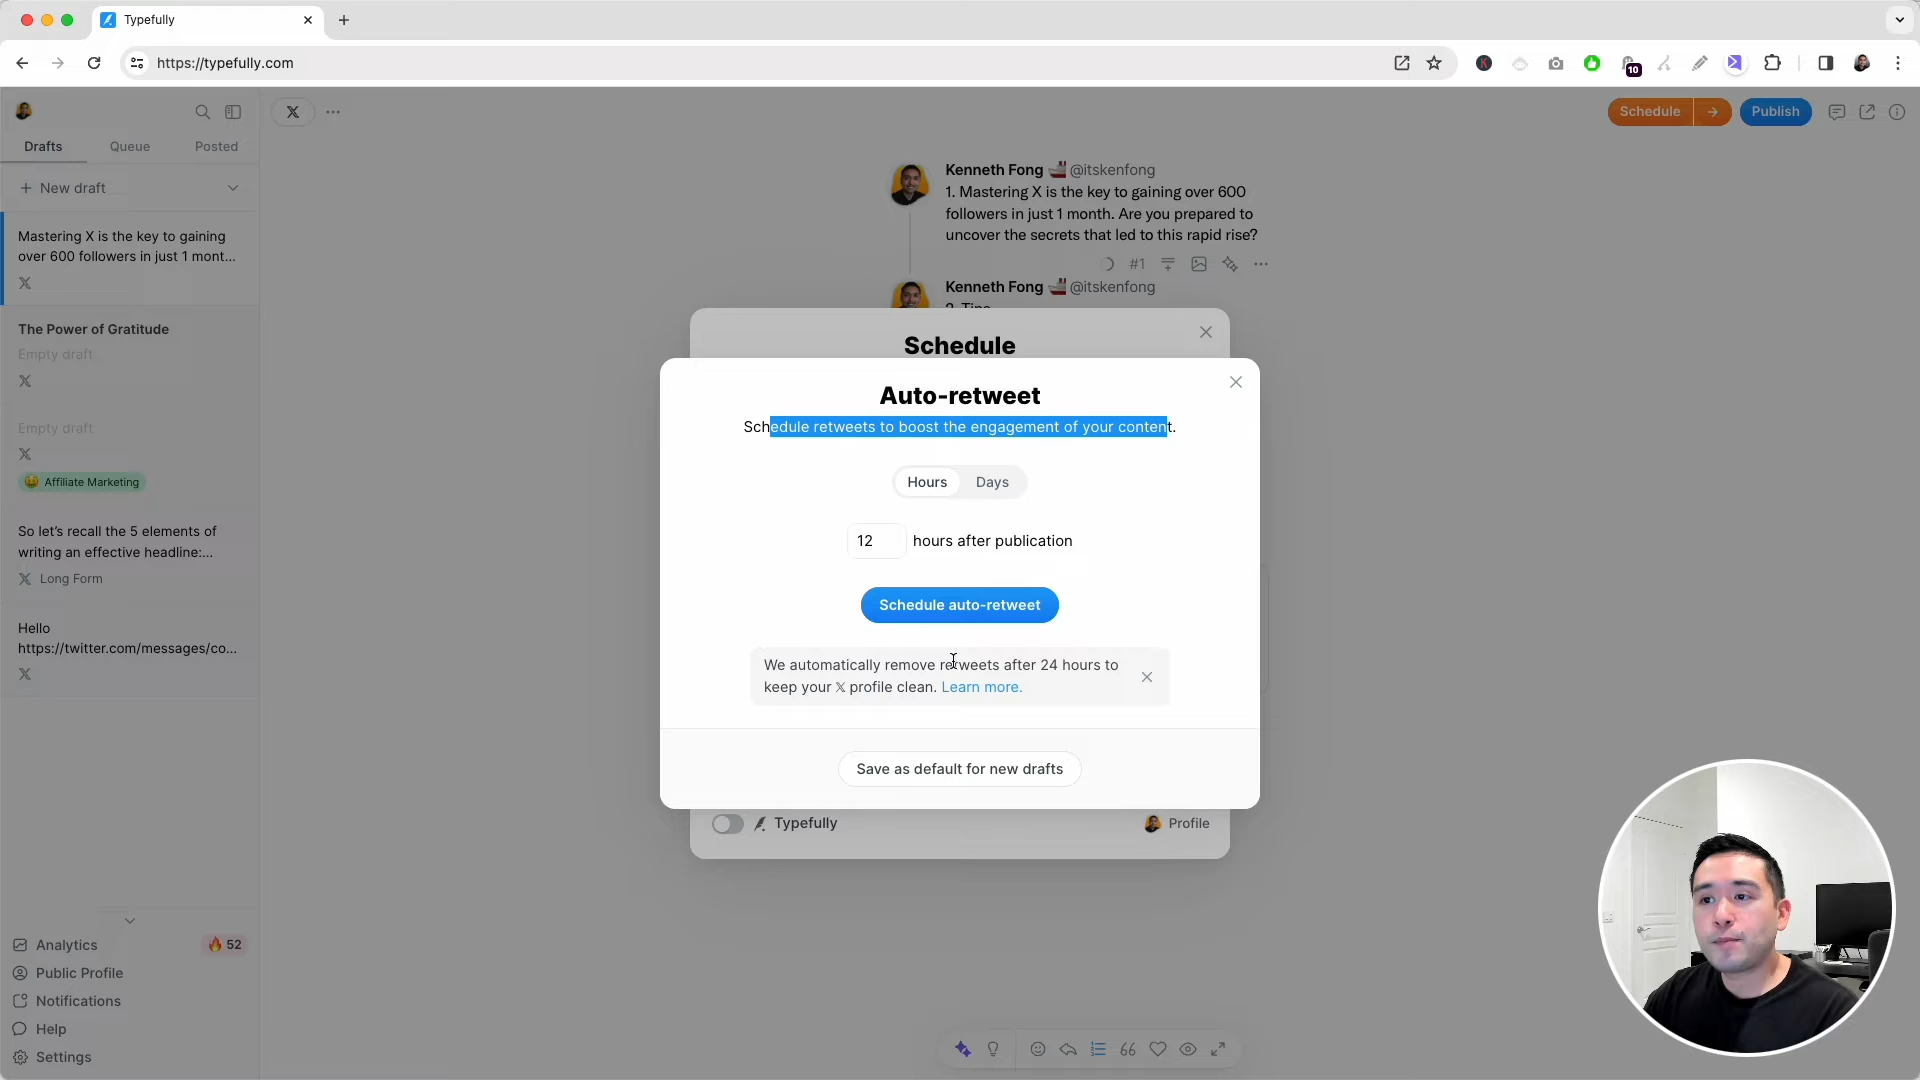 Typefully
https://typefully.com
10
Schedule
Publish
Drafts
Queue
Posted
New draft
Mastering X is the key to gaining
over 600 followers in just 1 mont...
The Power of Gratitude
Empty draft
Empty draft
Affiliate Marketing
So let's recall the 5 elements of
writing an effective headline:...
Long Form
Hello
https://twitter.com/messages/co...
Analytics
52
Public Profile
Notifications
Help
Settings
Kenneth Fong @itskenfong
1. Mastering X is the key to gaining over 600
followers in just 1 month. Are you prepared to
uncover the secrets that led to this rapid rise?
#1
Kenneth Fong @itskenfong
Schedule
Auto-retweet
Schedule retweets to boost the engagement of your content.
Hours
Days
12 hours after publication
Schedule auto-retweet
We automatically remove retweets after 24 hours to
keep your 𝕏 profile clean. Learn more.
Save as default for new drafts
Typefully
Profile